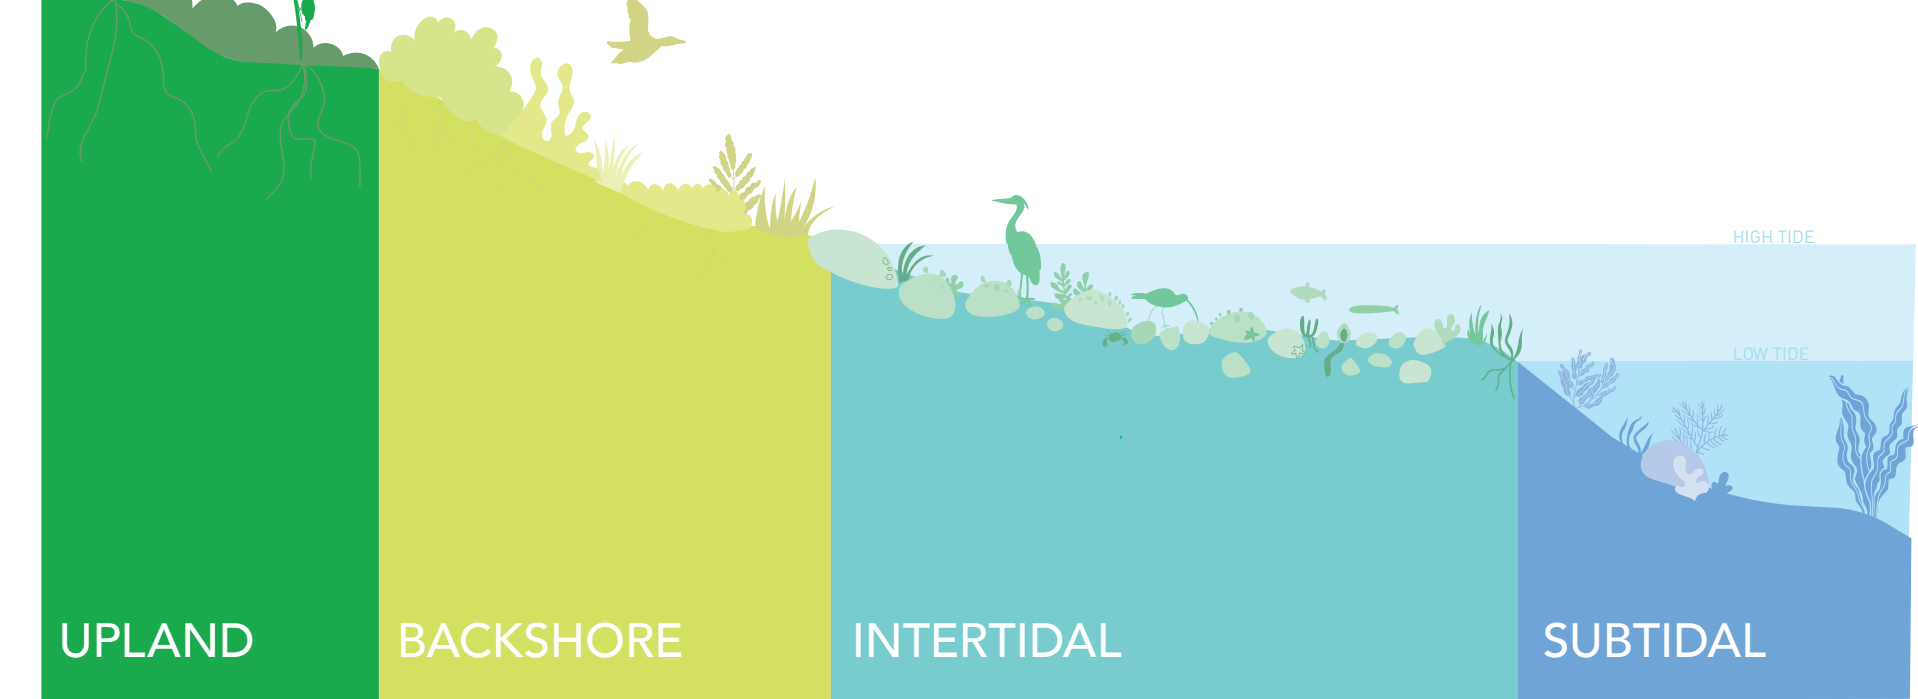 HIGH TIDE
LOW TIDE
UPLAND
BACKSHORE
INTERTIDAL
SUBTIDAL